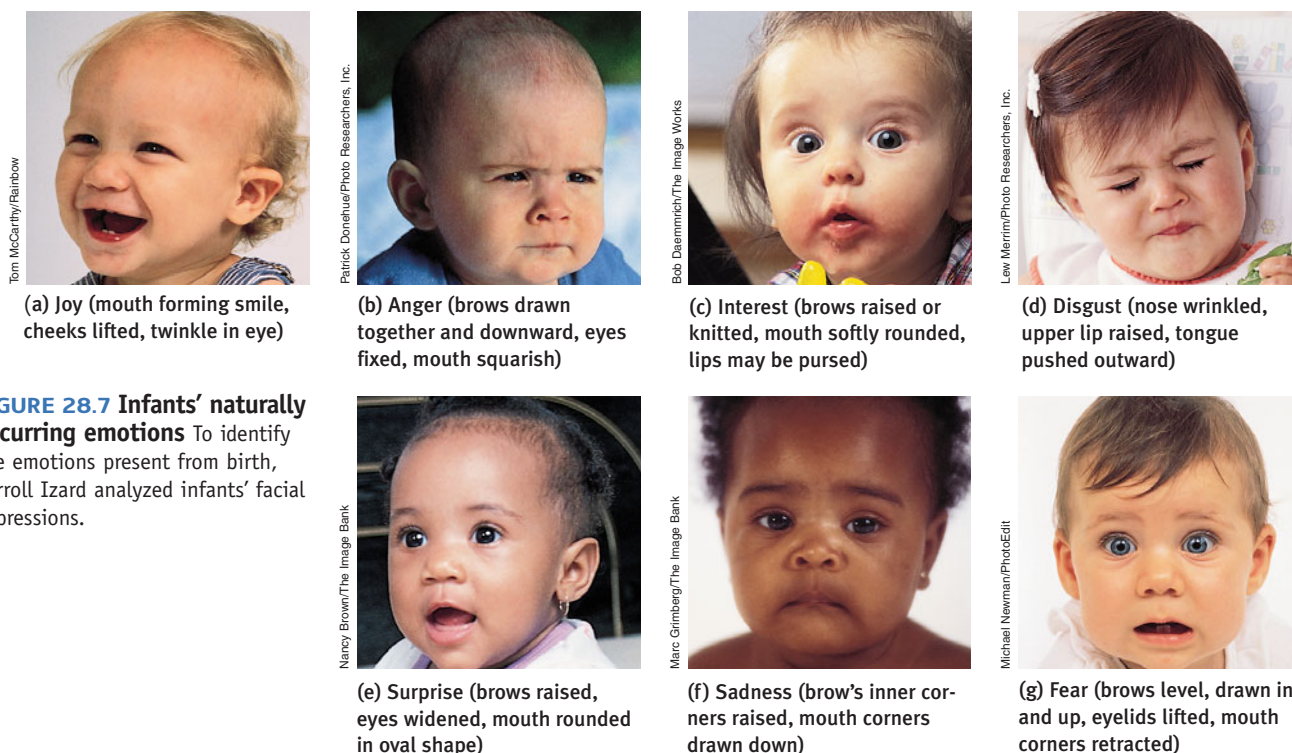 Tom McCarthy/Rainbow
(a) Joy (mouth forming smile,
cheeks lifted, twinkle in eye)
Patrick Donehue/Photo Researchers, Inc.
(b) Anger (brows drawn
together and downward, eyes
fixed, mouth squarish)
Bob Daemmrich/The Image Works
(c) Interest (brows raised or
knitted, mouth softly rounded,
lips may be pursed)
Lew Merrim/Photo Researchers, Inc.
(d) Disgust (nose wrinkled,
upper lip raised, tongue
pushed outward)
GURE 28.7 Infants’ naturally
curring emotions To identify
e emotions present from birth,
rroll Izard analyzed infants’ facial
pressions.
Nancy Brown/The Image Bank
(e) Surprise (brows raised,
eyes widened, mouth rounded
in oval shape)
Marc Grimberg/The Image Bank
(f) Sadness (brow’s inner cor-
ners raised, mouth corners
drawn down)
Michael Newman/PhotoEdit
(g) Fear (brows level, drawn in
and up, eyelids lifted, mouth
corners retracted)